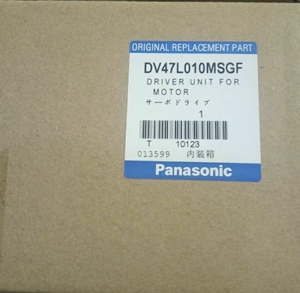 ORIGINAL REPLACEMENT PART
DV47L010MSGF
DRIVER UNIT FOR
MOTOR
サーボドライブ
1
T 10123
013599 内装箱
Panasonic